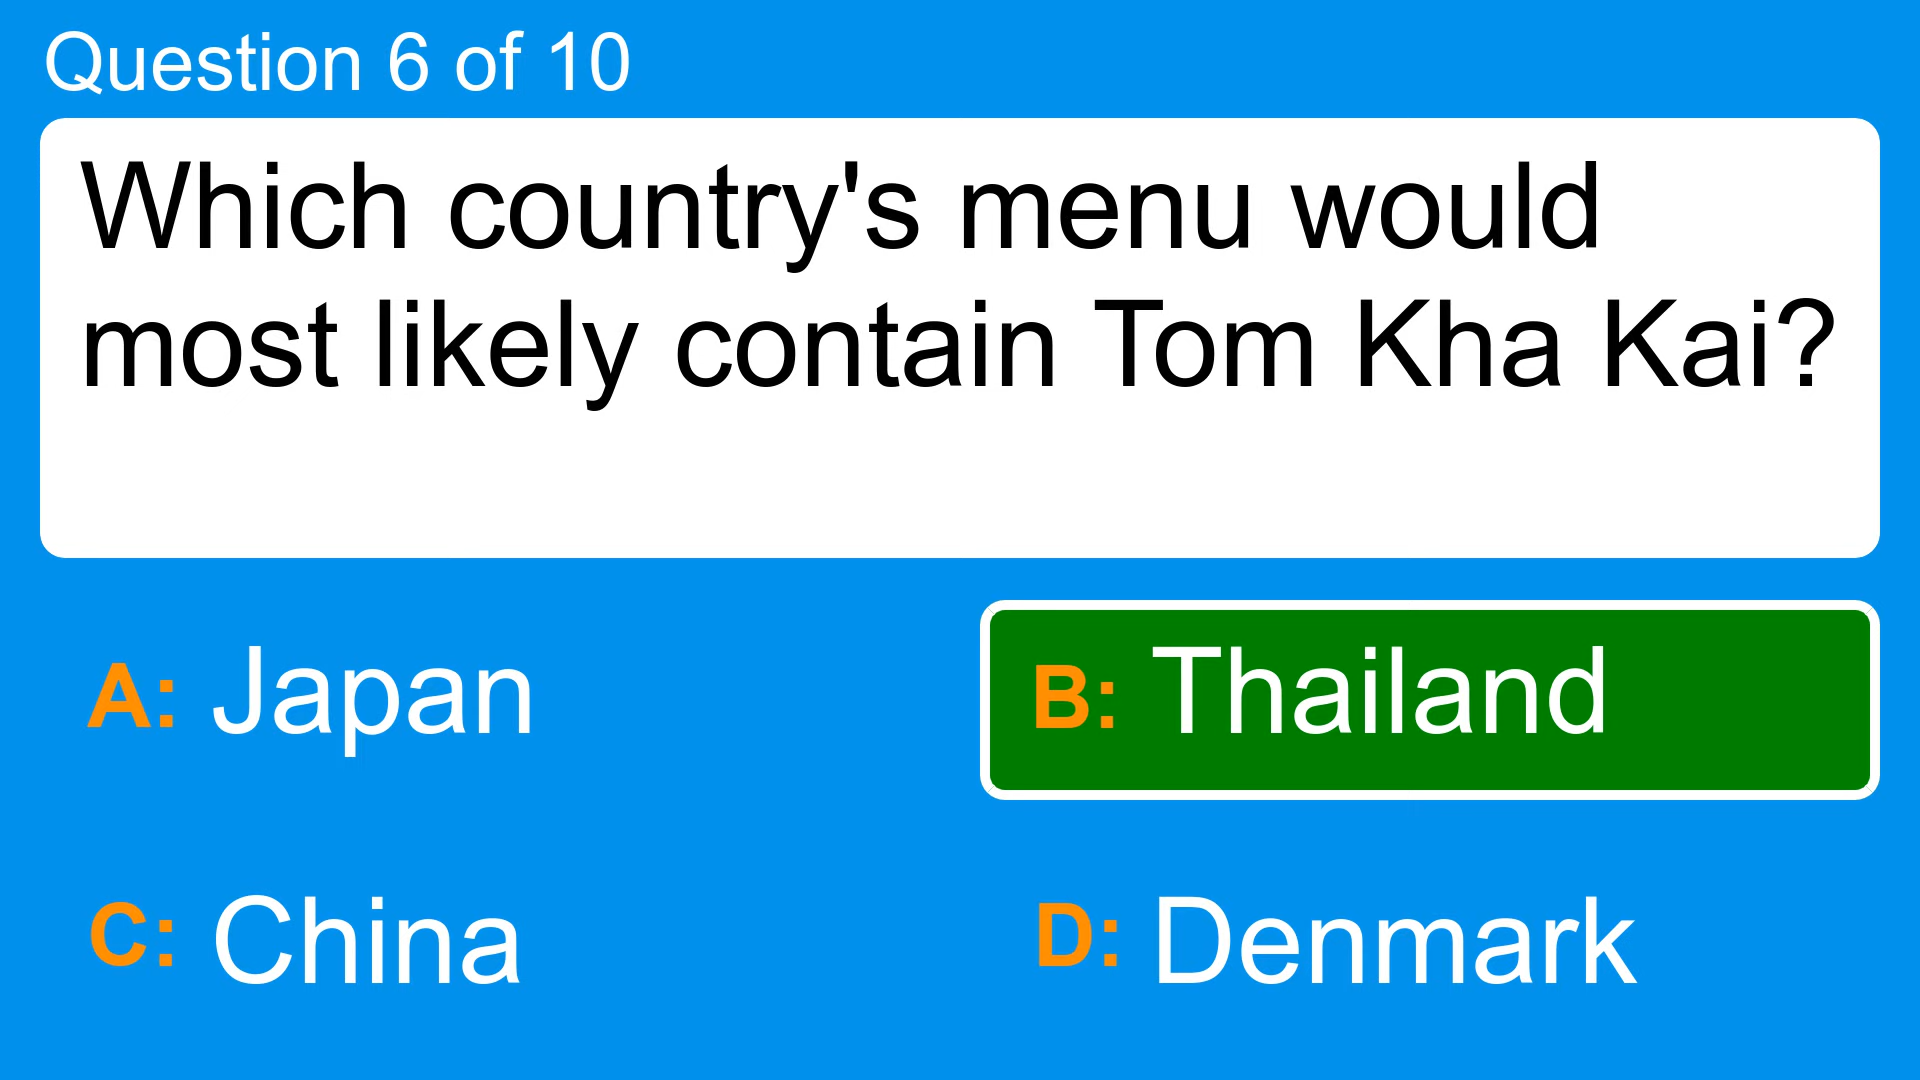 Question 6 of 10
Which country's menu would
most likely contain Tom Kha Kai?
A: Japan
B: Thailand
C: China
D: Denmark